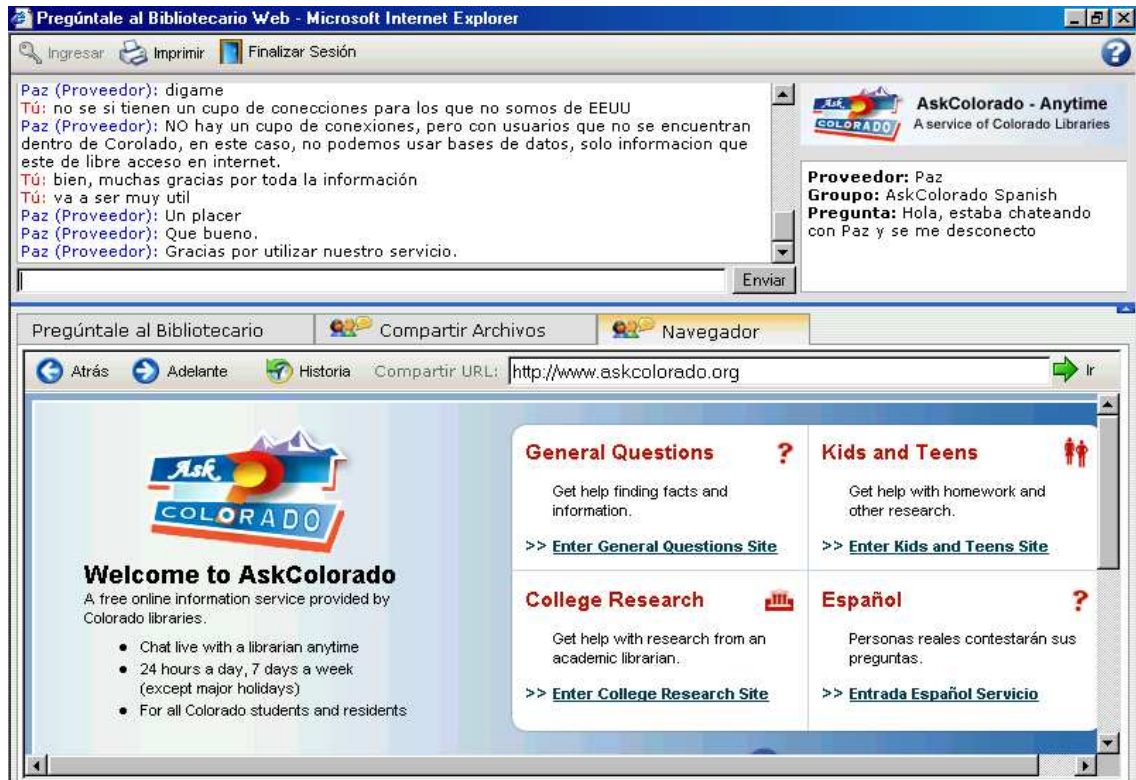 Pregúntale al Bibliotecario Web - Microsoft Internet Explorer
Ingresar Imprimir Finalizar Sesión
Paz (Proveedor): digame
Tú: no se si tienen un cupo de conecciones para los que no somos de EEUU
Paz (Proveedor): NO hay un cupo de conexiones, pero con usuarios que no se encuentran
dentro de Corolado, en este caso, no podemos usar bases de datos, solo informacion que
este de libre acceso en internet.
Tú: bien, muchas gracias por toda la información
Tú: va a ser muy util
Paz (Proveedor): Un placer
Paz (Proveedor): Que bueno.
Paz (Proveedor): Gracias por utilizar nuestro servicio.
Enviar
Ask
COLORADO
AskColorado - Anytime
A service of Colorado Libraries
Proveedor: Paz
Groupo: AskColorado Spanish
Pregunta: Hola, estaba chateando
con Paz y se me desconecto
Pregúntale al Bibliotecario
Compartir Archivos
Navegador
Atrás Adelante Historia Compartir URL: http://www.askcolorado.org Ir
Ask
COLORADO
Welcome to AskColorado
A free online information service provided by
Colorado libraries.
• Chat live with a librarian anytime
• 24 hours a day, 7 days a week
(except major holidays)
• For all Colorado students and residents
General Questions ?
Get help finding facts and
information.
>> Enter General Questions Site
Kids and Teens
Get help with homework and
other research.
>> Enter Kids and Teens Site
College Research
Get help with research from an
academic librarian.
>> Enter College Research Site
Español ?
Personas reales contestarán sus
preguntas.
>> Entrada Español Servicio